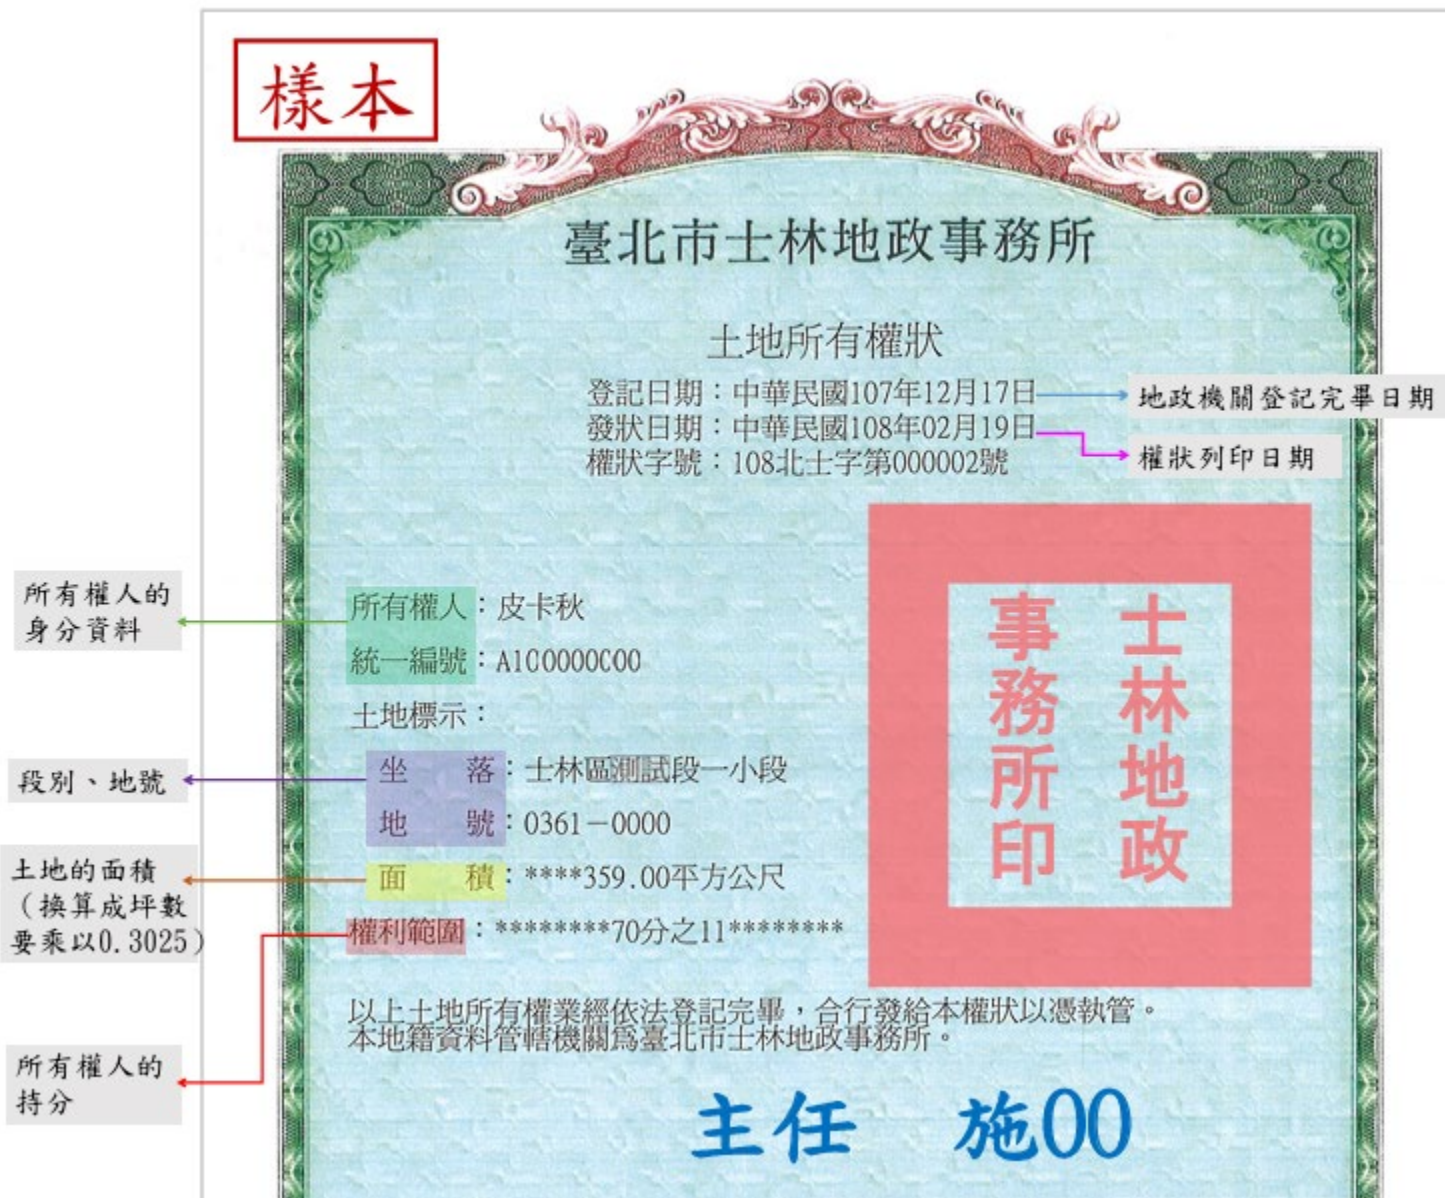 樣本
臺北市士林地政事務所
土地所有權狀
登記日期：中華民國107年12月17日
地政機關登記完畢日期
發狀日期：中華民國108年02月19日
權狀列印日期
權狀字號：108北士字第000002號
士林地政
事務所印
所有權人的
身分資料
所有權人：皮卡秋
統一編號：A1C0000C00
土地標示：
段別、地號
坐　　落：士林區測試段一小段
地　　號：0361－0000
土地的面積
（換算成坪數
要乘以0.3025）
面　　積：****359.00平方公尺
權利範圍：********70分之11********
以上土地所有權業經依法登記完畢，合行發給本權狀以憑執管。
本地籍資料管轄機關爲臺北市士林地政事務所。
所有權人的
持分
主任　施00